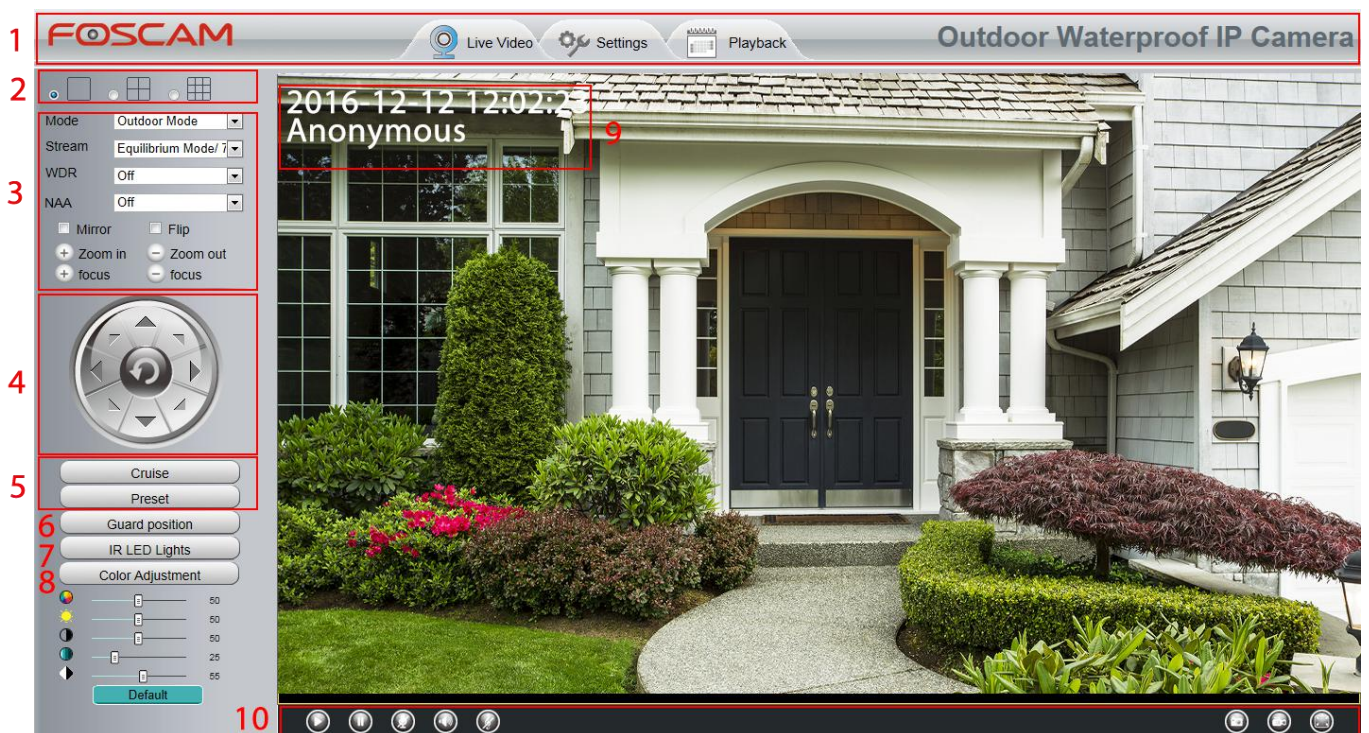 1
FOSCAM
Live Video
Settings
Playback
Outdoor Waterproof IP Camera
2
3
Mode Outdoor Mode
Stream Equilibrium Mode/ 7
WDR Off
NAA Off
Mirror Flip
+ Zoom in − Zoom out
+ focus − focus
4
5
Cruise
Preset
6
Guard position
7
IR LED Lights
8
Color Adjustment
50
50
50
25
55
Default
2016-12-12 12:02:23
Anonymous
9
10